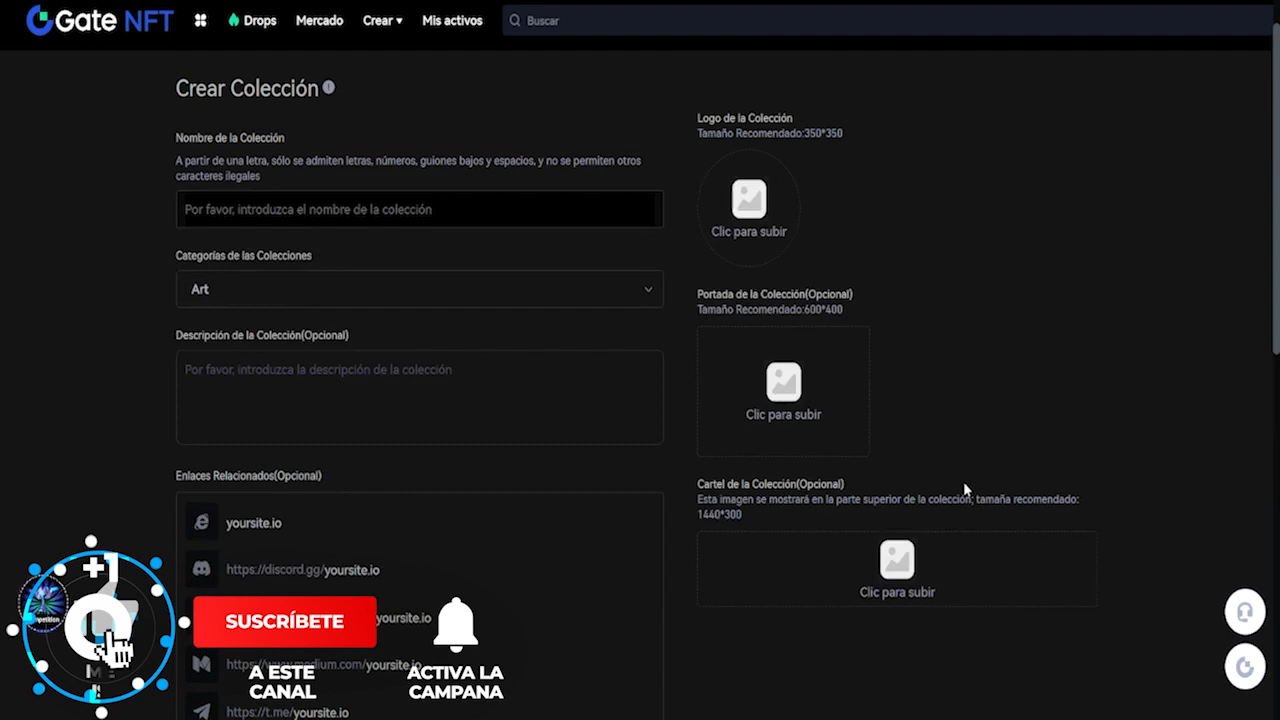 Gate NFT
Drops
Mercado
Crear
Mis activos
Buscar
Crear Colección
Nombre de la Colección
A partir de una letra, sólo se admiten letras, números, guiones bajos y espacios, y no se permiten otros
caracteres ilegales
Por favor, introduzca el nombre de la colección
Categorías de las Colecciones
Art
Descripción de la Colección(Opcional)
Por favor, introduzca la descripción de la colección
Enlaces Relacionados(Opcional)
yoursite.io
https://discord.gg/yoursite.io
yoursite.io
https://www.medium.com/yoursite.io
https://t.me/yoursite.io
Logo de la Colección
Tamaño Recomendado:350*350
Clic para subir
Portada de la Colección(Opcional)
Tamaño Recomendado:600*400
Clic para subir
Cartel de la Colección(Opcional)
Esta imagen se mostrará en la parte superior de la colección; tamaño recomendado:
1440*300
Clic para subir
+1
SUSCRÍBETE
A ESTE
CANAL
ACTIVA LA
CAMPANA